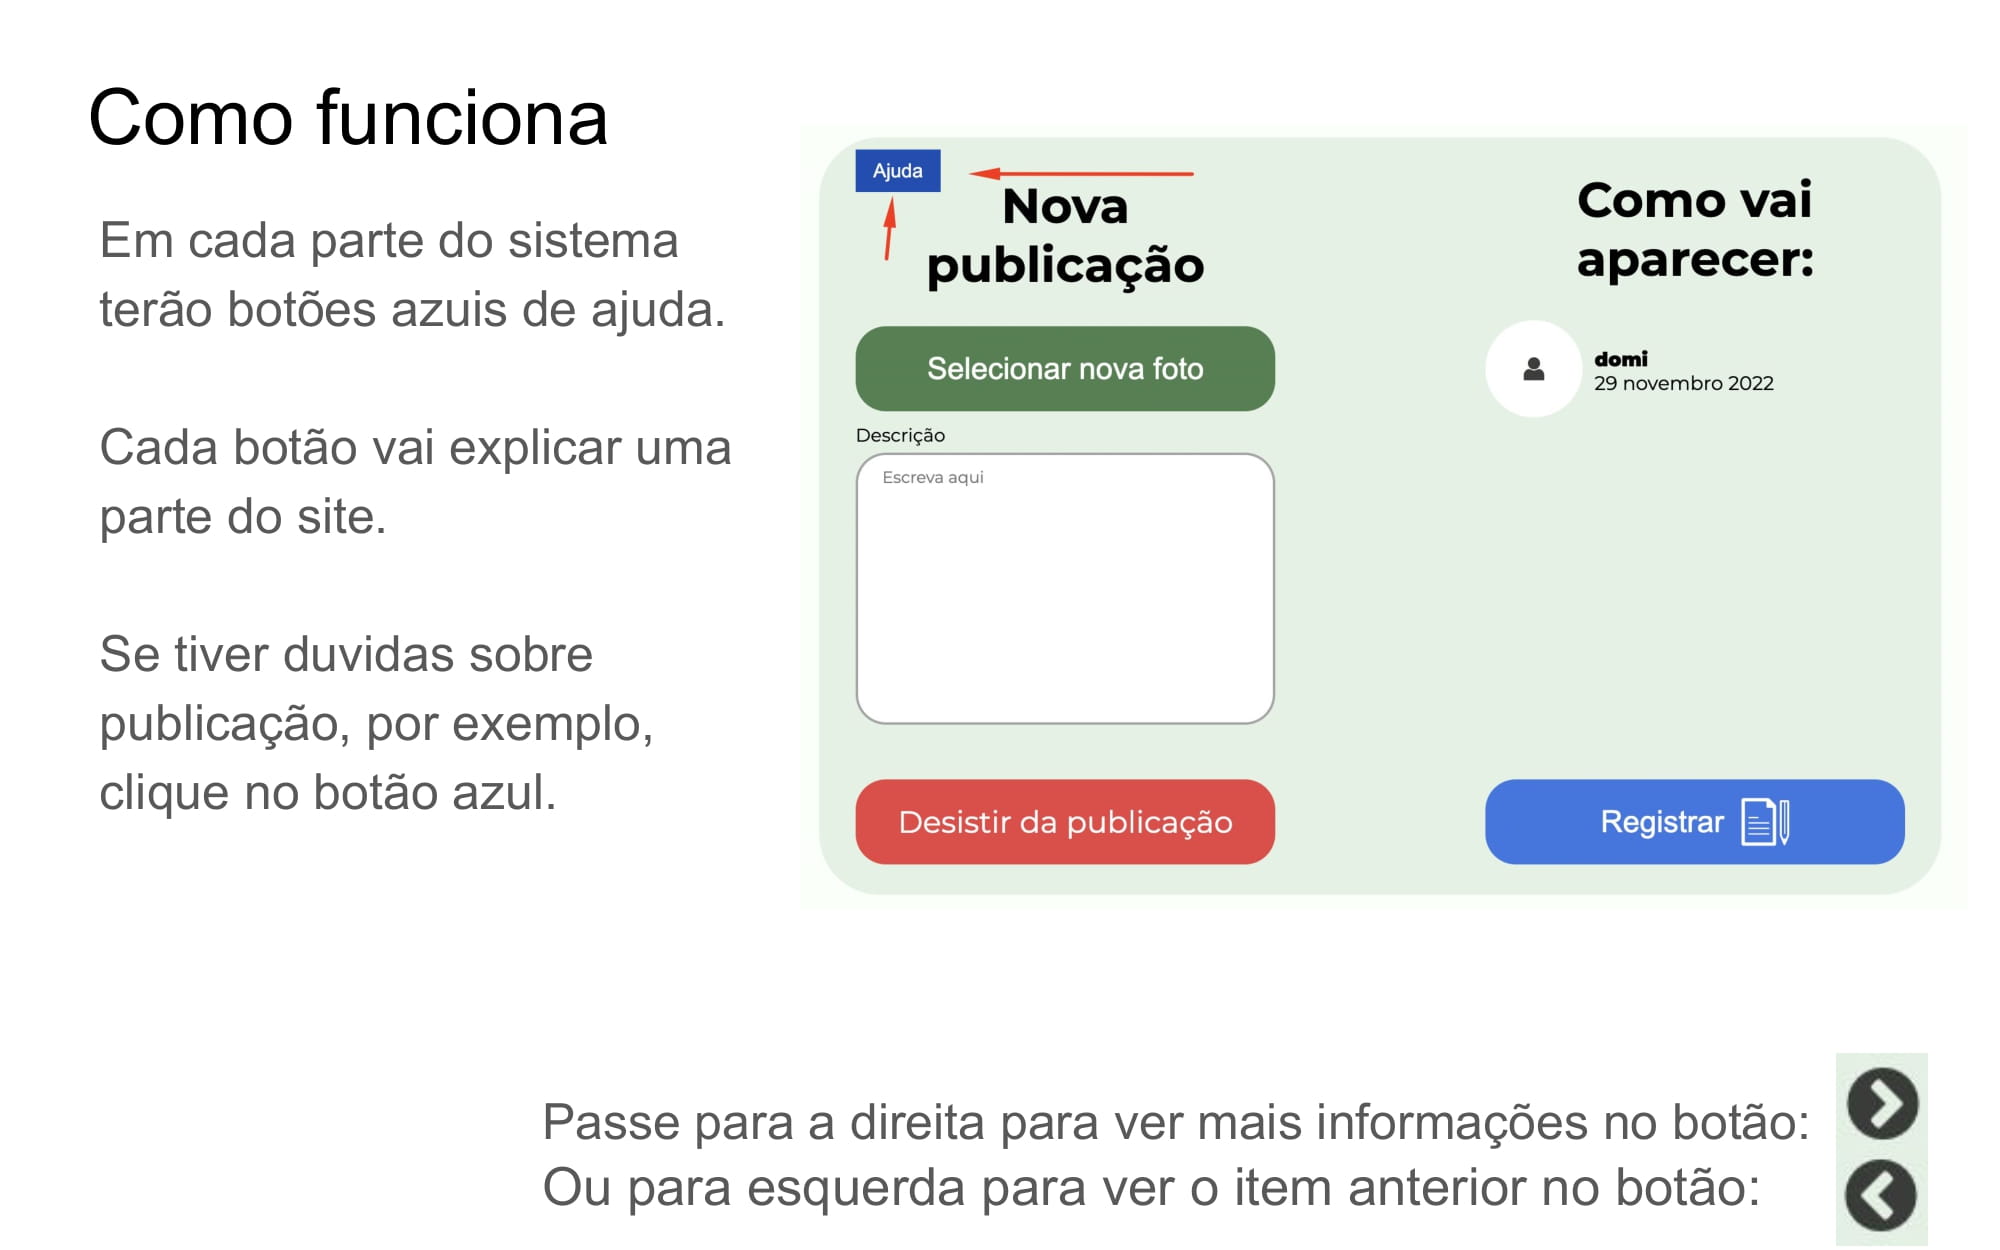 Como funciona
Em cada parte do sistema
terão botões azuis de ajuda.
Cada botão vai explicar uma
parte do site.
Se tiver duvidas sobre
publicação, por exemplo,
clique no botão azul.
Ajuda
Nova
publicação
Selecionar nova foto
Descrição
Escreva aqui
Desistir da publicação
Como vai
aparecer:
domi
29 novembro 2022
Registrar
Passe para a direita para ver mais informações no botão:
Ou para esquerda para ver o item anterior no botão: